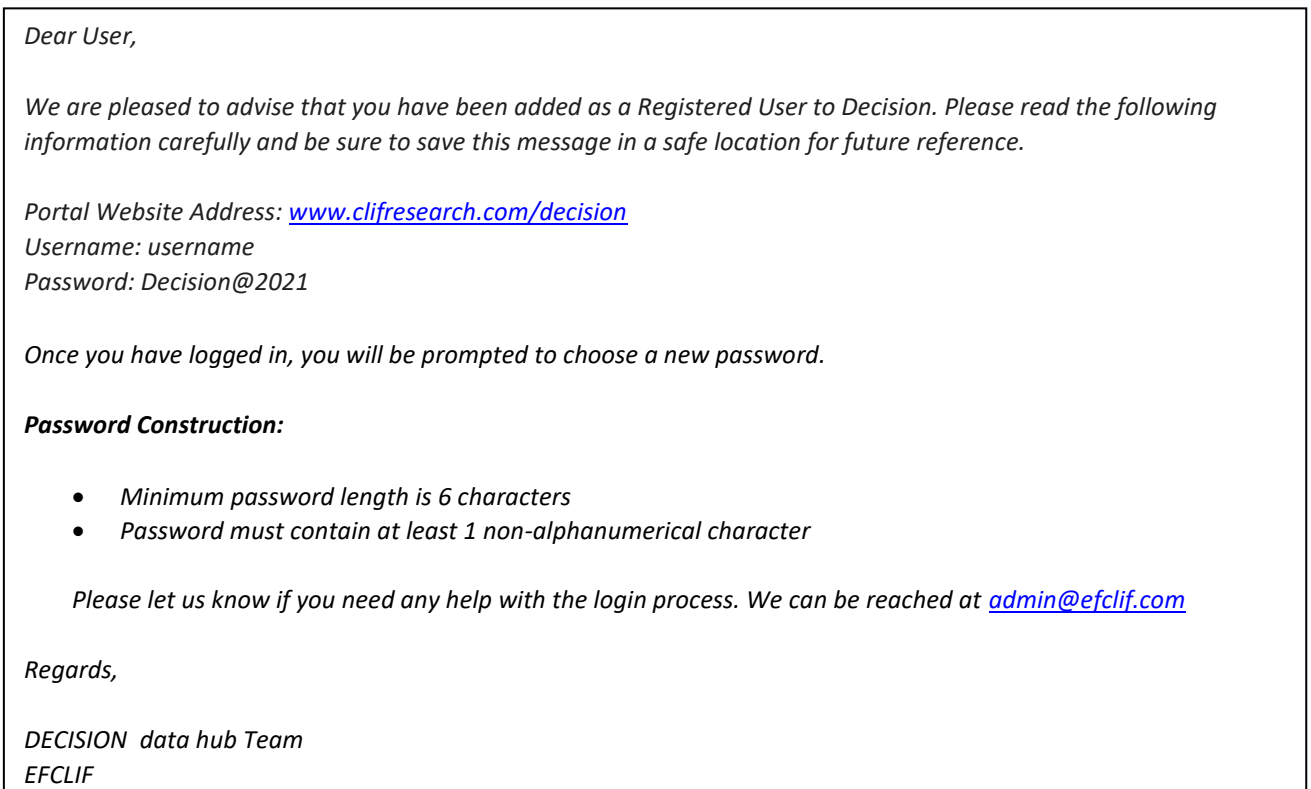 Dear User,
We are pleased to advise that you have been added as a Registered User to Decision. Please read the following
information carefully and be sure to save this message in a safe location for future reference.
Portal Website Address: www.clifresearch.com/decision
Username: username
Password: Decision@2021
Once you have logged in, you will be prompted to choose a new password.
Password Construction:
• Minimum password length is 6 characters
• Password must contain at least 1 non-alphanumerical character
Please let us know if you need any help with the login process. We can be reached at admin@efclif.com
Regards,
DECISION data hub Team
EFCLIF